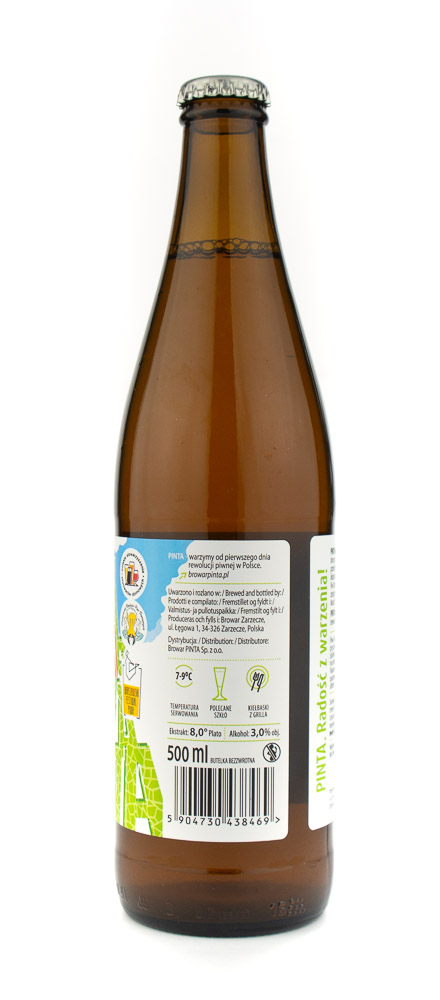 PINTA - warzymy od pierwszego dnia
rewolucji piwnej w Polsce.
browarpinta.pl
Uwarzono i rozlano w: / Brewed and bottled by: /
Prodotti e compilato: / Fremstillet og fyldt i: /
Valmistus- ja pullotuspaikka: / Fremstilt og fylt i: /
Produceras och fylls i: Browar Zarzecze,
ul. Łęgowa 1, 34-326 Zarzecze, Polska
Dystrybucja: / Distribution: / Distributore:
Browar PINTA Sp. z o.o.
7-9°C
TEMPERATURA
SERWOWANIA
POLECANE
SZKŁO
KIEŁBASKI
Z GRILLA
Ekstrakt: 8,0° Plato Alkohol: 3,0% obj.
500 ml BUTELKA BEZZWROTNA
5 904730 438469 >
TA
PINTA. Radość z warzenia!